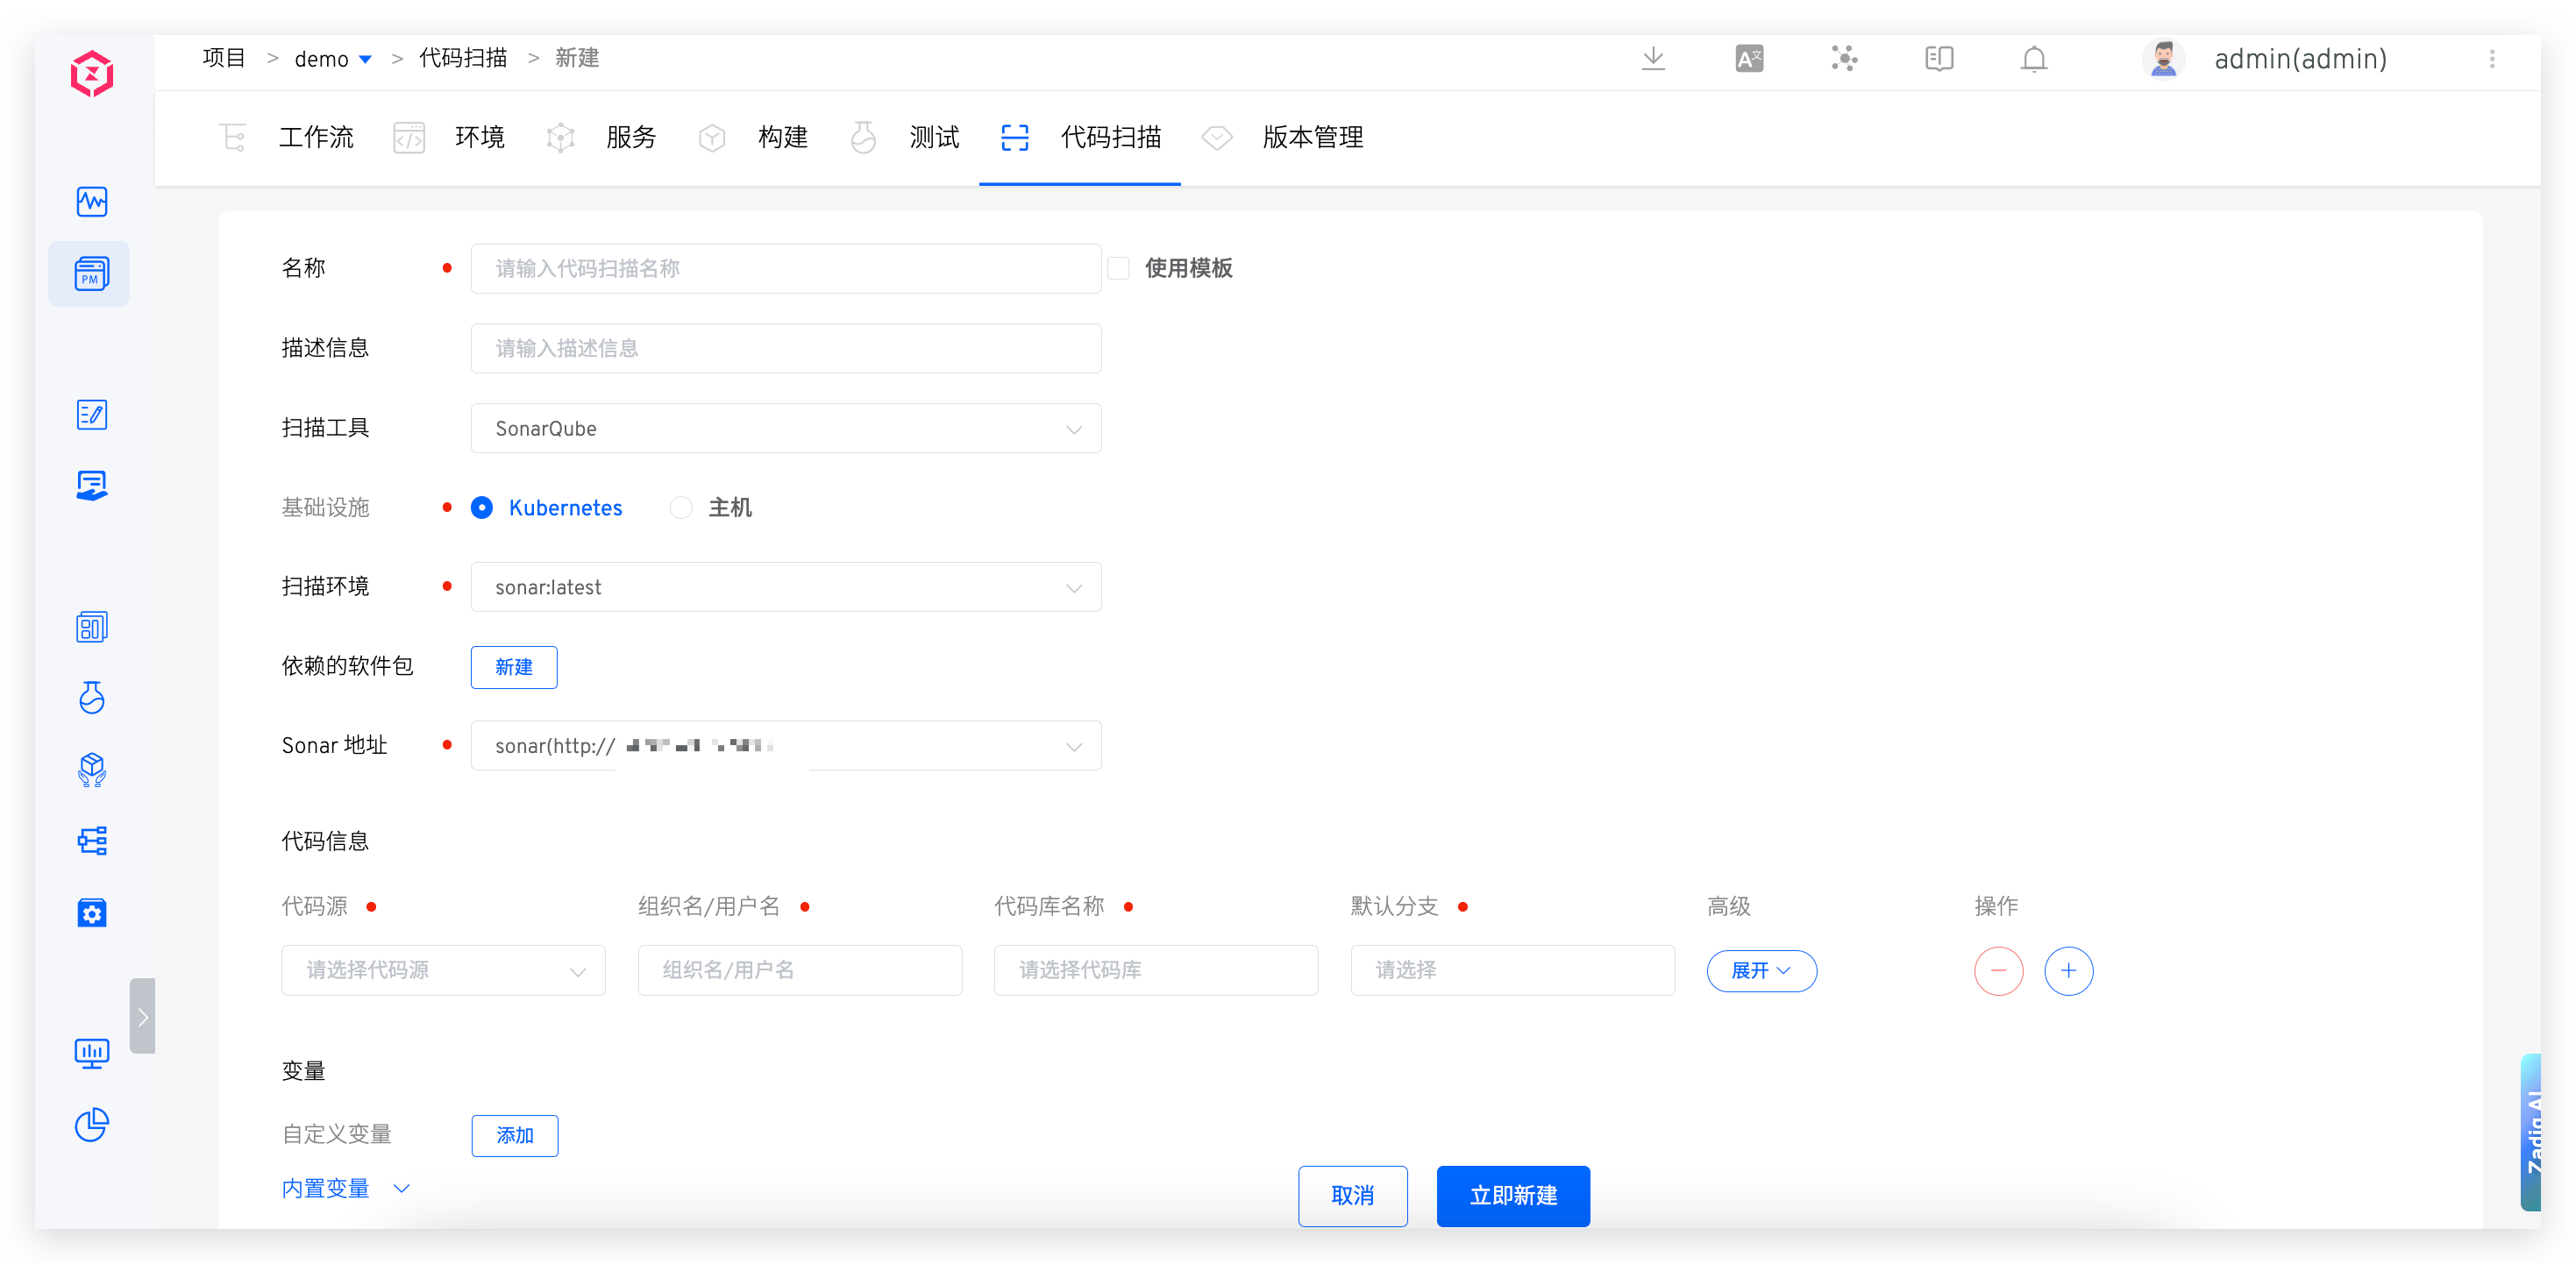 项目 > demo > 代码扫描 > 新建
admin(admin)
工作流 环境 服务 构建 测试 代码扫描 版本管理
PM
名称 请输入代码扫描名称 使用模板
描述信息 请输入描述信息
扫描工具 SonarQube
基础设施 Kubernetes 主机
扫描环境 sonar:latest
依赖的软件包 新建
Sonar 地址 sonar(http://
代码信息
代码源 组织名/用户名 代码库名称 默认分支 高级 操作
请选择代码源 组织名/用户名 请选择代码库 请选择 展开
变量
自定义变量 添加
内置变量
取消 立即新建
Zadig AI